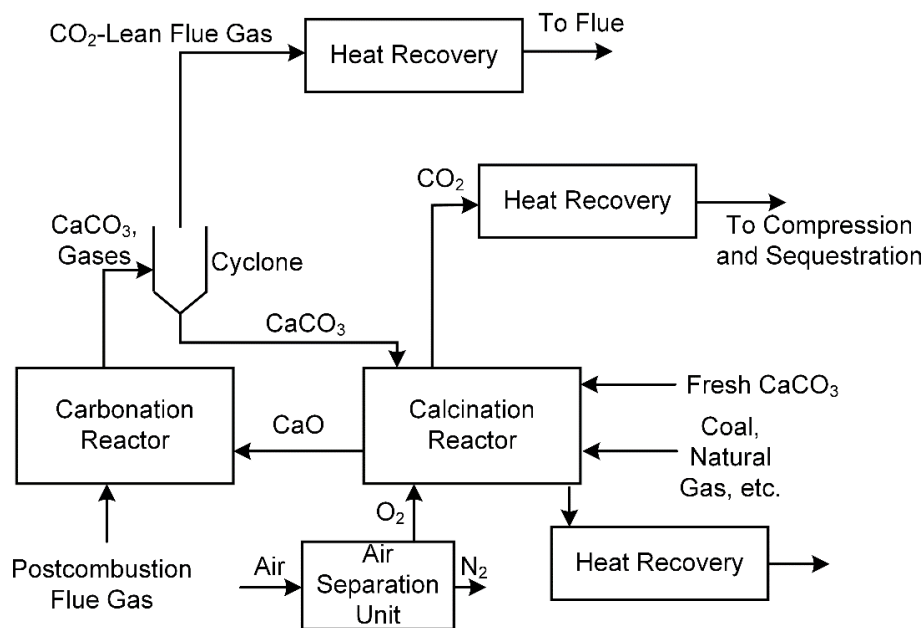 CO₂-Lean Flue Gas
Heat Recovery
To Flue
CO₂
Heat Recovery
To Compression
and Sequestration
CaCO₃,
Gases
Cyclone
CaCO₃
Carbonation
Reactor
CaO
Calcination
Reactor
Fresh CaCO₃
Coal,
Natural
Gas, etc.
O₂
Postcombustion
Flue Gas
Air
Air
Separation
Unit
N₂
Heat Recovery